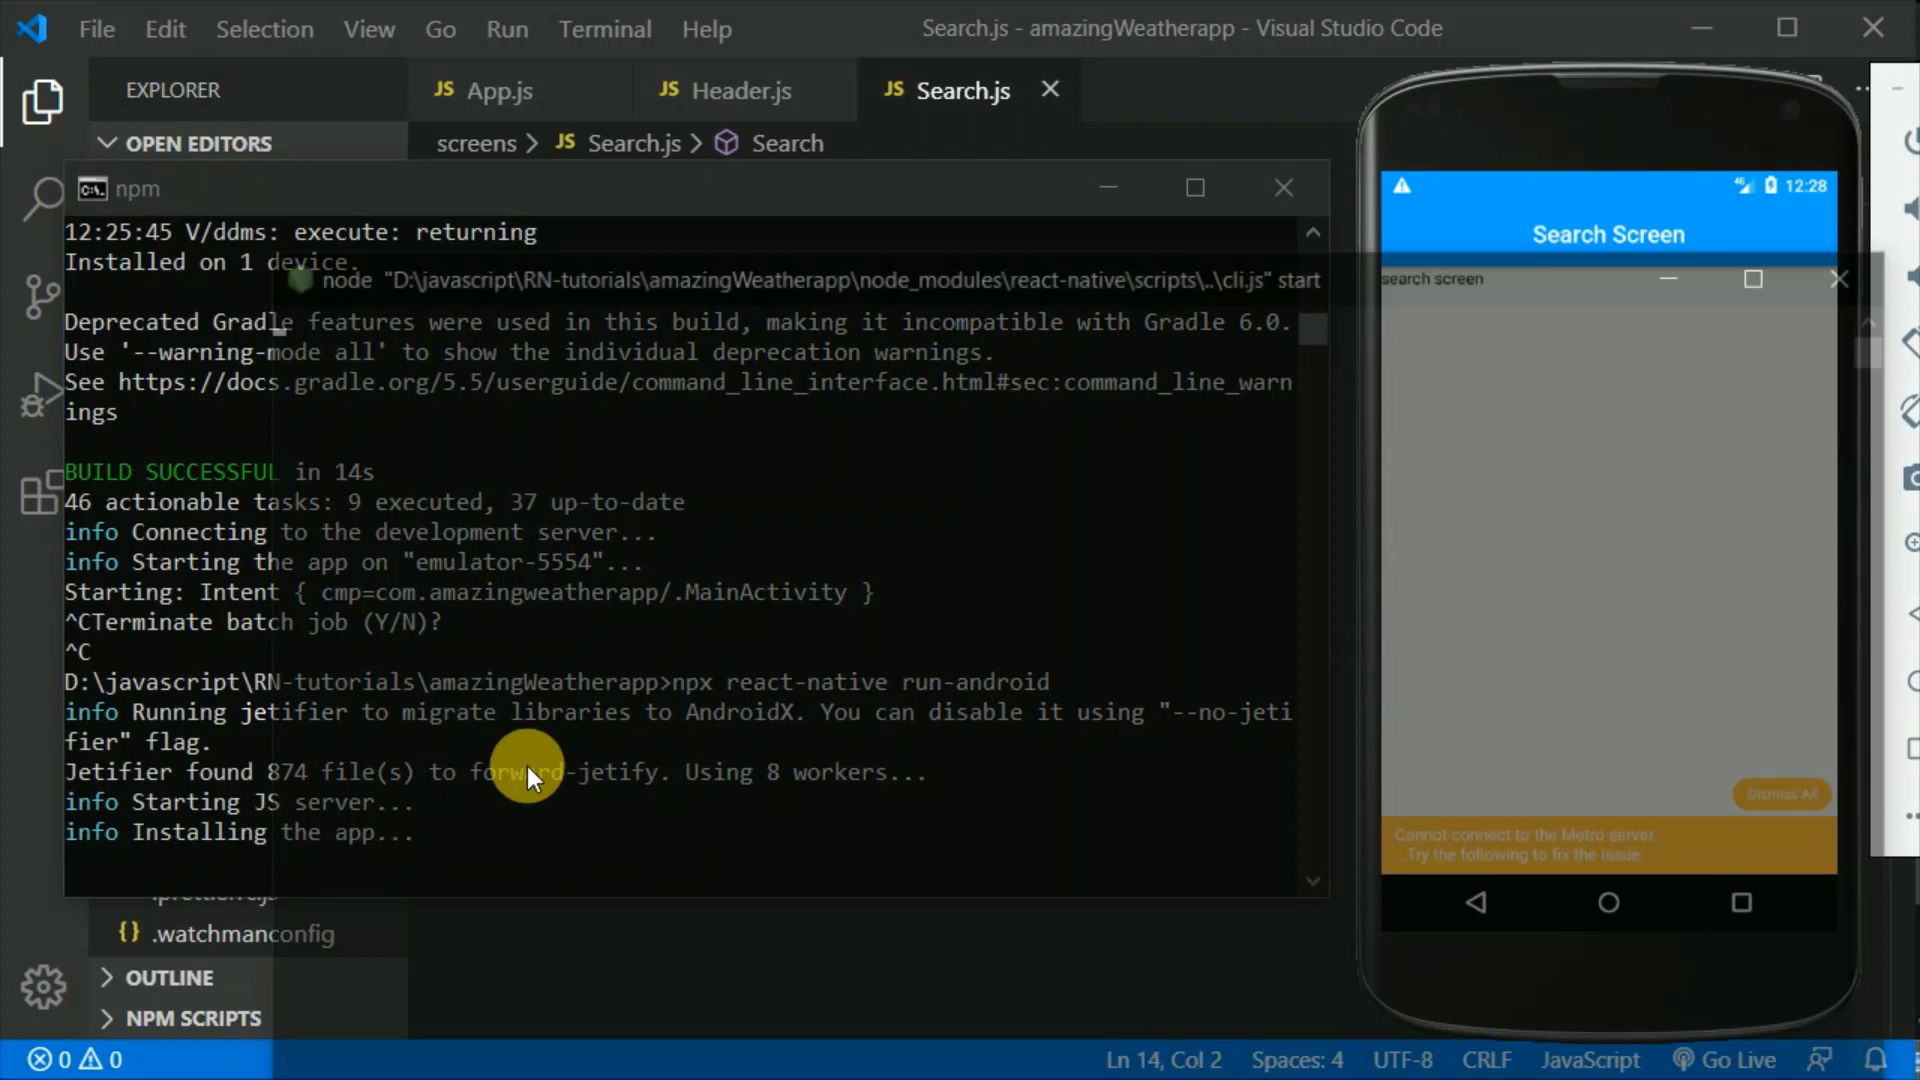 File Edit Selection View Go Run Terminal Help
Search.js - amazingWeatherapp - Visual Studio Code
EXPLORER
JS App.js JS Header.js JS Search.js
OPEN EDITORS
screens > JS Search.js > Search
npm
12:25:45 V/ddms: execute: returning
Installed on 1 device.
node "D:\javascript\RN-tutorials\amazingWeatherapp\node_modules\react-native\scripts\..\cli.js" start
Deprecated Gradle features were used in this build, making it incompatible with Gradle 6.0.
Use '--warning-mode all' to show the individual deprecation warnings.
See https://docs.gradle.org/5.5/userguide/command_line_interface.html#sec:command_line_warn
ings
BUILD SUCCESSFUL in 14s
46 actionable tasks: 9 executed, 37 up-to-date
info Connecting to the development server...
info Starting the app on "emulator-5554"...
Starting: Intent { cmp=com.amazingweatherapp/.MainActivity }
^CTerminate batch job (Y/N)?
^C
D:\javascript\RN-tutorials\amazingWeatherapp>npx react-native run-android
info Running jetifier to migrate libraries to AndroidX. You can disable it using "--no-jeti
fier" flag.
Jetifier found 874 file(s) to forward-jetify. Using 8 workers...
info Starting JS server...
info Installing the app...
{} .watchmanconfig
OUTLINE
NPM SCRIPTS
4G 12:28
Search Screen
search screen
Dismiss All
Cannot connect to the Metro server.
...Try the following to fix the issue:
0 0
Ln 14, Col 2 Spaces: 4 UTF-8 CRLF JavaScript Go Live